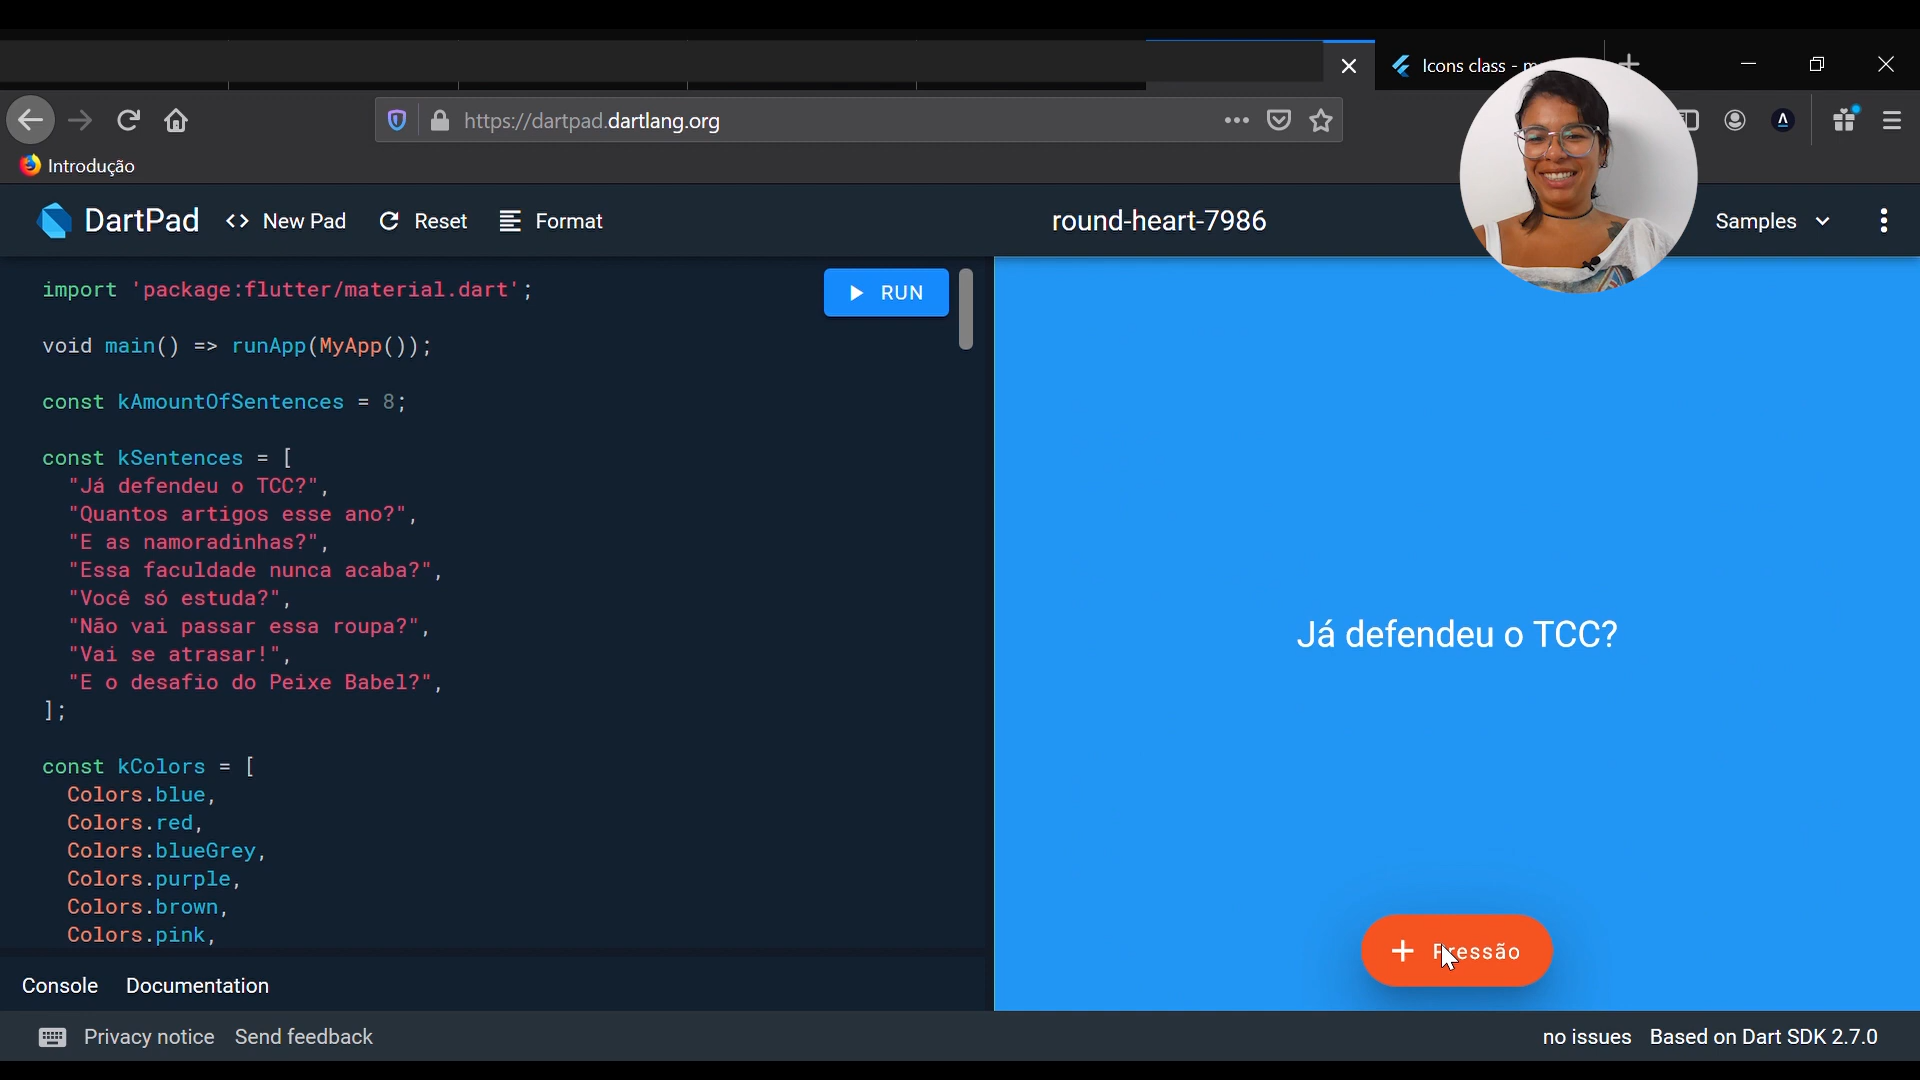 Icons class - m
https://dartpad.dartlang.org
Introdução
DartPad
New Pad
Reset
Format
round-heart-7986
Samples
import 'package:flutter/material.dart';
RUN
void main() => runApp(MyApp());
const kAmountOfSentences = 8;
const kSentences = [
"Já defendeu o TCC?",
"Quantos artigos esse ano?",
"E as namoradinhas?",
"Essa faculdade nunca acaba?",
"Você só estuda?",
"Não vai passar essa roupa?",
"Vai se atrasar!",
"E o desafio do Peixe Babel?",
];
const kColors = [
Colors.blue,
Colors.red,
Colors.blueGrey,
Colors.purple,
Colors.brown,
Colors.pink,
Já defendeu o TCC?
+ Pressão
Console Documentation
Privacy notice Send feedback
no issues Based on Dart SDK 2.7.0